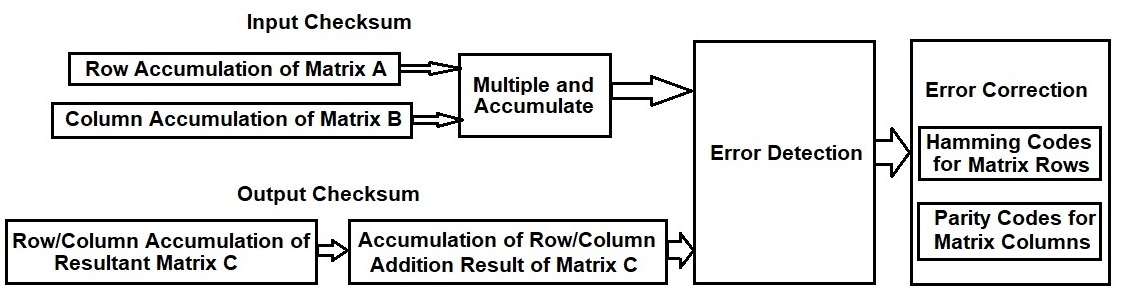 Input Checksum
Row Accumulation of Matrix A
Column Accumulation of Matrix B
Multiple and
Accumulate
Output Checksum
Row/Column Accumulation of
Resultant Matrix C
Accumulation of Row/Column
Addition Result of Matrix C
Error Detection
Error Correction
Hamming Codes
for Matrix Rows
Parity Codes for
Matrix Columns